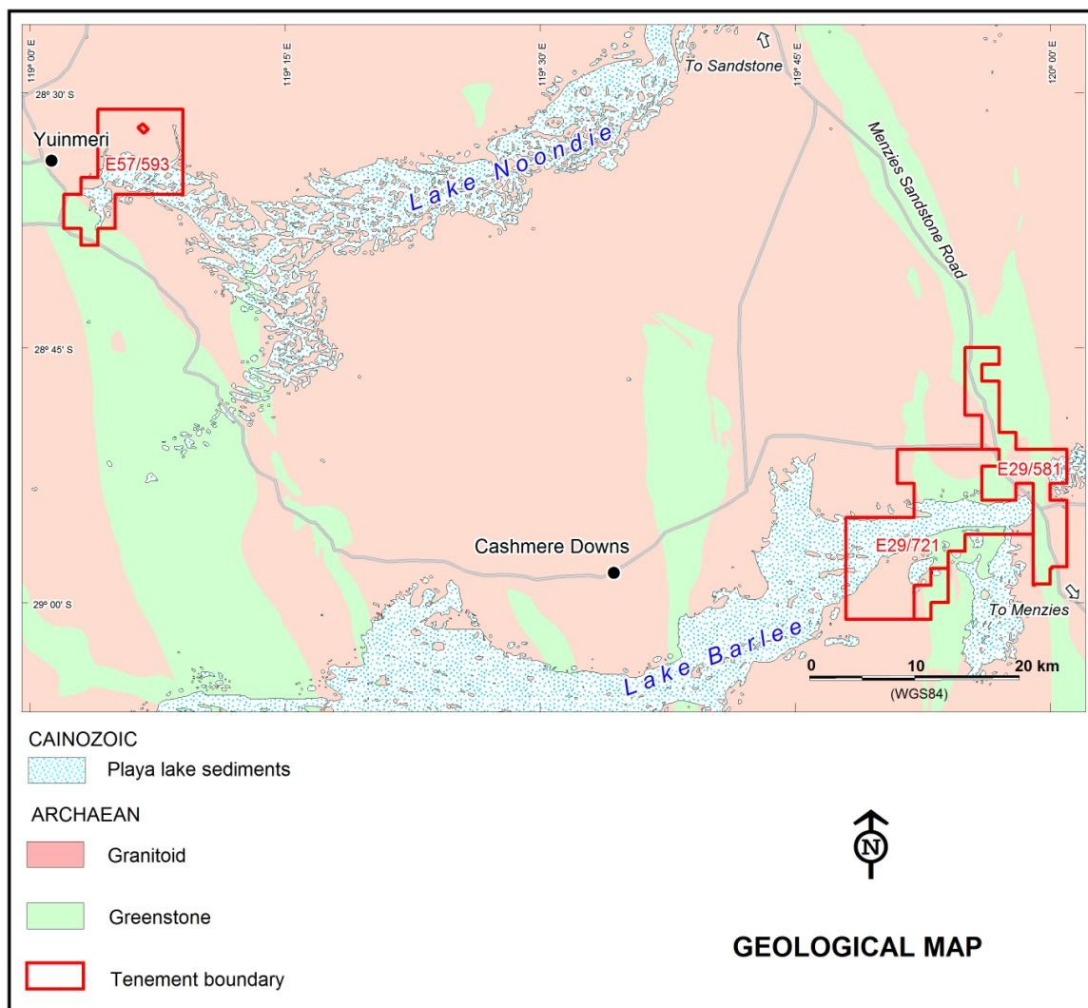 119° 00' E
119° 15' E
119° 30' E
119° 45' E
120° 00' E
To Sandstone
28° 30' S
Yuinmeri
E57/593
Lake Noondie
Menzies Sandstone Road
28° 45' S
E29/581
Cashmere Downs
E29/721
29° 00' S
To Menzies
Lake Barlee
0 10 20 km
(WGS84)
CAINOZOIC
Playa lake sediments
ARCHAEAN
Granitoid
N
Greenstone
GEOLOGICAL MAP
Tenement boundary